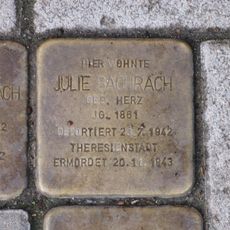 HIER WOHNTE
JULIE BACHRACH
GEB. HERZ
JG. 1861
DEPORTIERT 1942
THERESIENSTADT
ERMORDET 1943